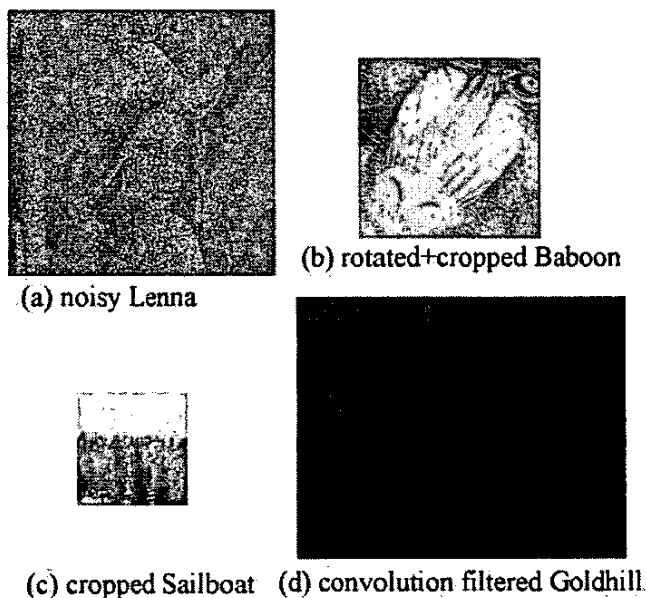 (a) noisy Lenna
(b) rotated+cropped Baboon
(c) cropped Sailboat
(d) convolution filtered Goldhill